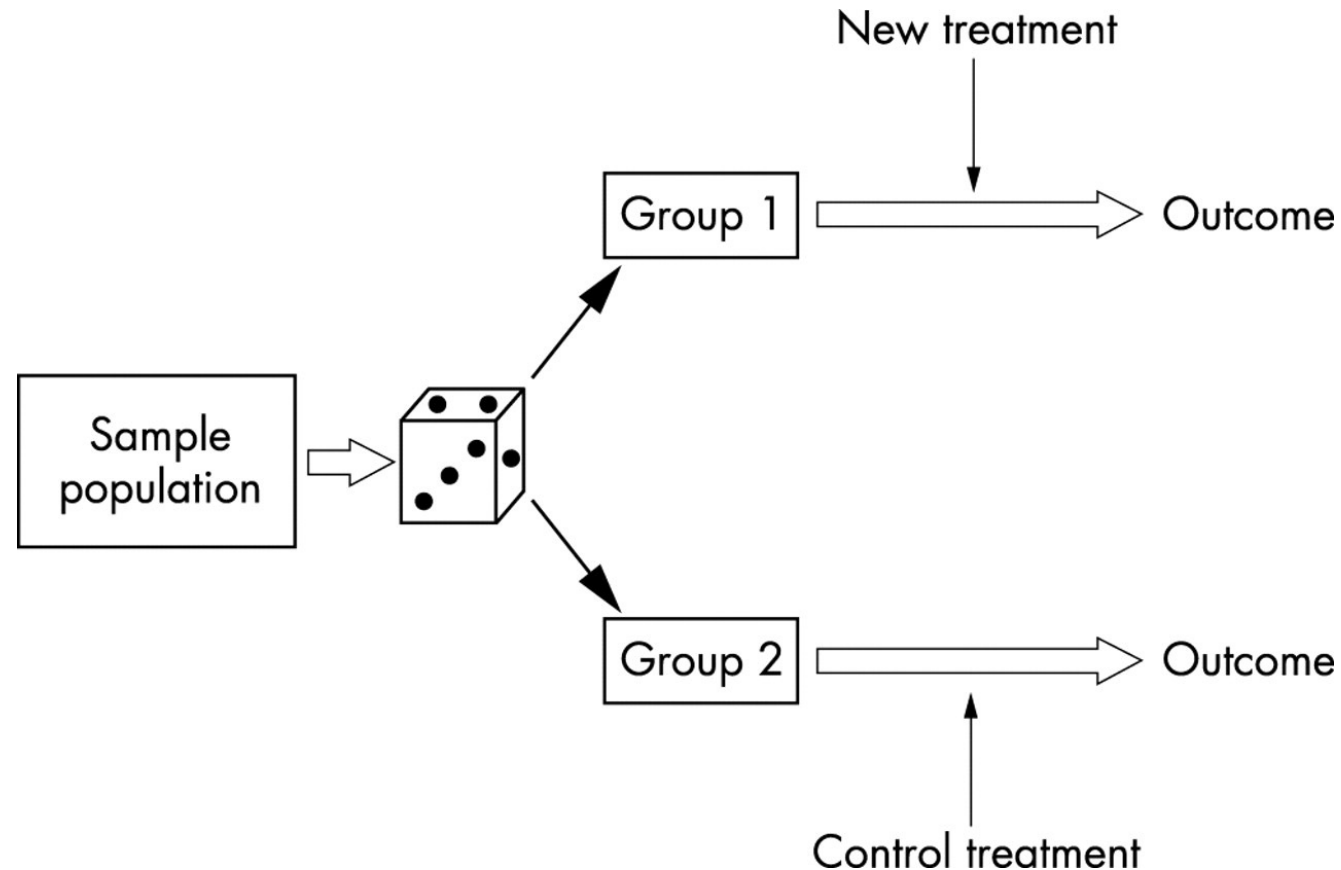 New treatment
Group 1
Outcome
Sample
population
Group 2
Outcome
Control treatment